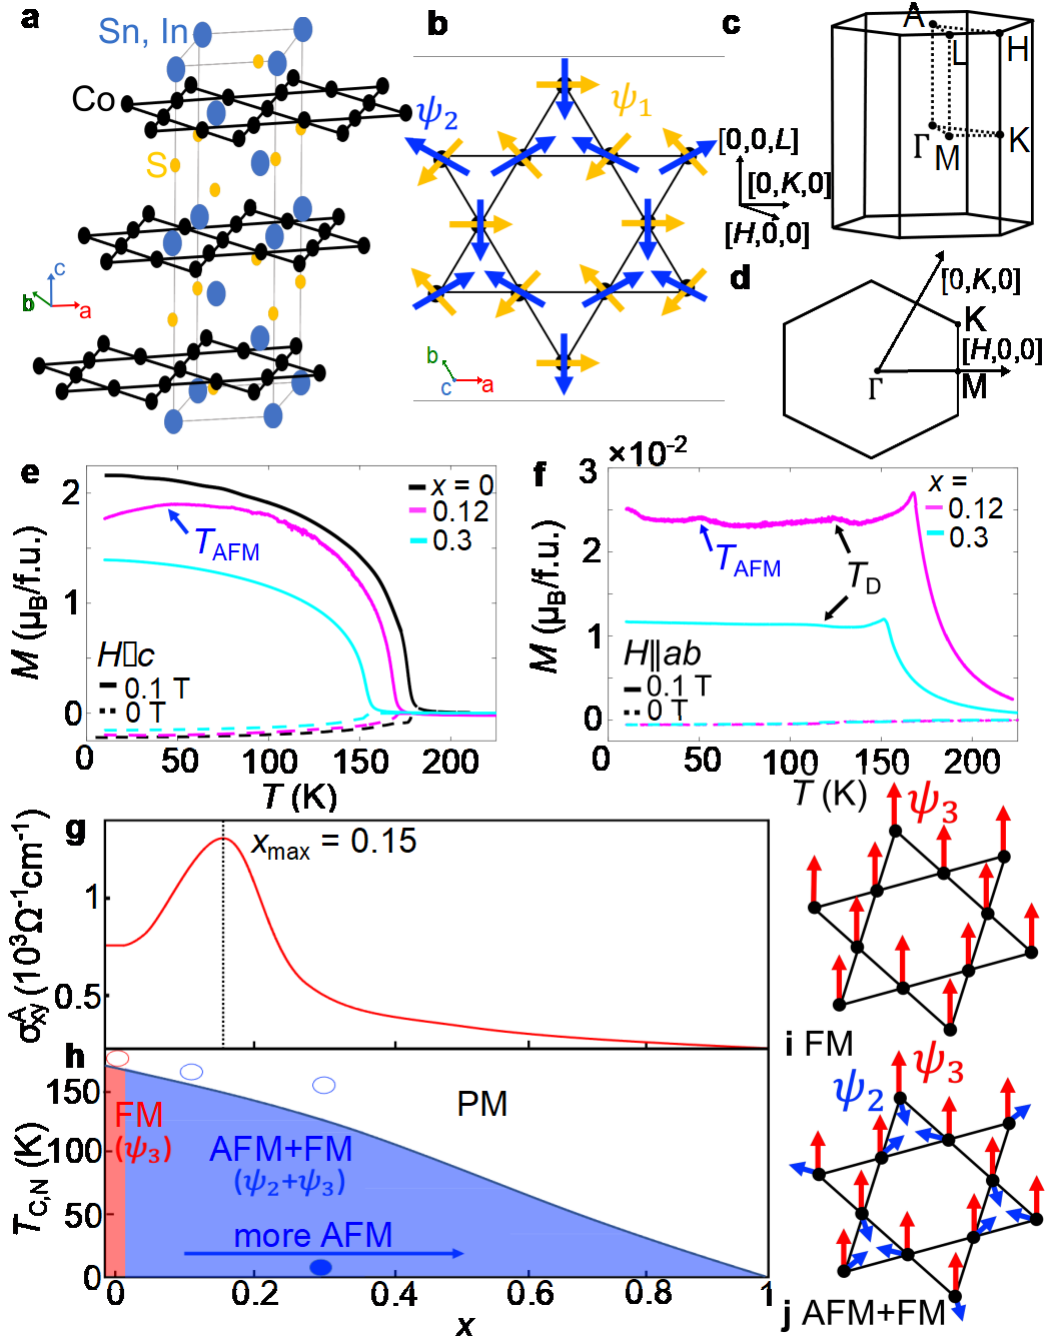 a
Sn, In
Co
S
c
b
a
b
ψ2
ψ1
b
c
a
c
A
L
H
Γ
M
K
[0,0,L]
[0,K,0]
[H,0,0]
d
[0,K,0]
K
[H,0,0]
Γ
M
e
2
1
0
M (μB/f.u.)
x = 0
0.12
0.3
TAFM
H▯c
0.1 T
0 T
0
50
100
150
200
T (K)
f
×10⁻²
3
2
1
0
M (μB/f.u.)
x =
0.12
0.3
TAFM
TD
H∥ab
0.1 T
0 T
0
50
100
150
200
T (K)
g
xmax = 0.15
1
0.5
σᴬxy (10³Ω⁻¹cm⁻¹)
h
150
100
50
0
TC,N (K)
FM
(ψ3)
AFM+FM
(ψ2+ψ3)
PM
more AFM
0
0.2
0.4
0.6
0.8
1
x
ψ3
i FM
ψ3
ψ2
j AFM+FM